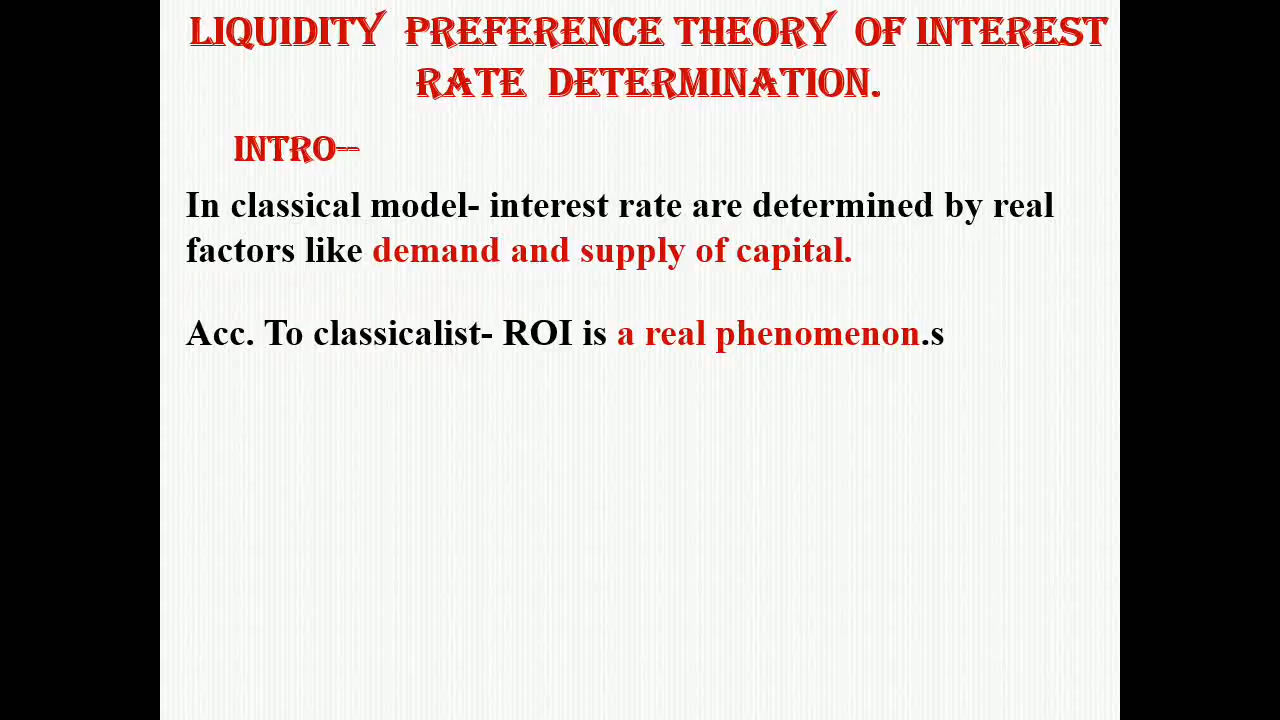 LIQUIDITY PREFERENCE THEORY OF INTEREST
RATE DETERMINATION.
INTRO--
In classical model- interest rate are determined by real
factors like demand and supply of capital.
Acc. To classicalist- ROI is a real phenomenon.s